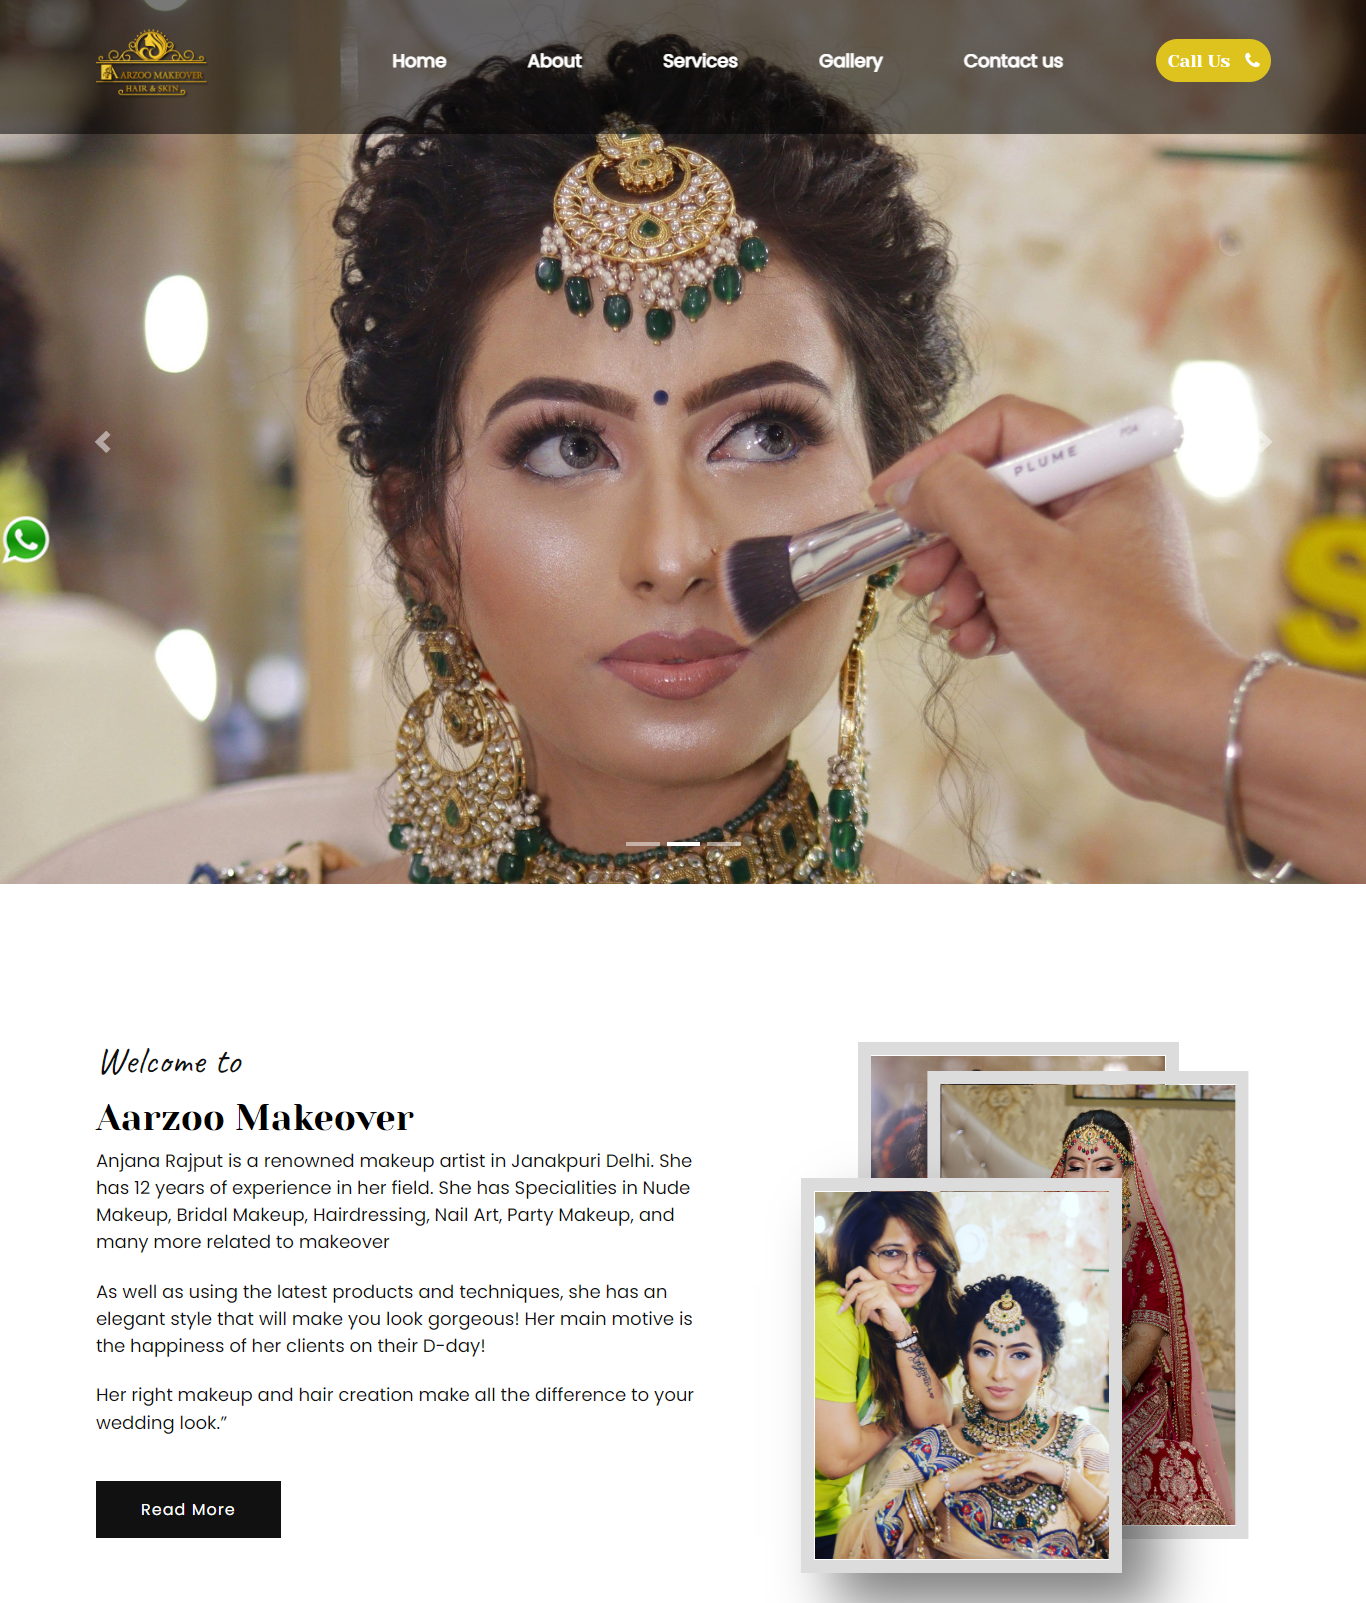 AARZOO MAKEOVER
HAIR & SKIN
Home
About
Services
Gallery
Contact us
Call Us
PLUME
S
Welcome to
Aarzoo Makeover
Anjana Rajput is a renowned makeup artist in Janakpuri Delhi. She
has 12 years of experience in her field. She has Specialities in Nude
Makeup, Bridal Makeup, Hairdressing, Nail Art, Party Makeup, and
many more related to makeover
As well as using the latest products and techniques, she has an
elegant style that will make you look gorgeous! Her main motive is
the happiness of her clients on their D-day!
Her right makeup and hair creation make all the difference to your
wedding look.”
Read More